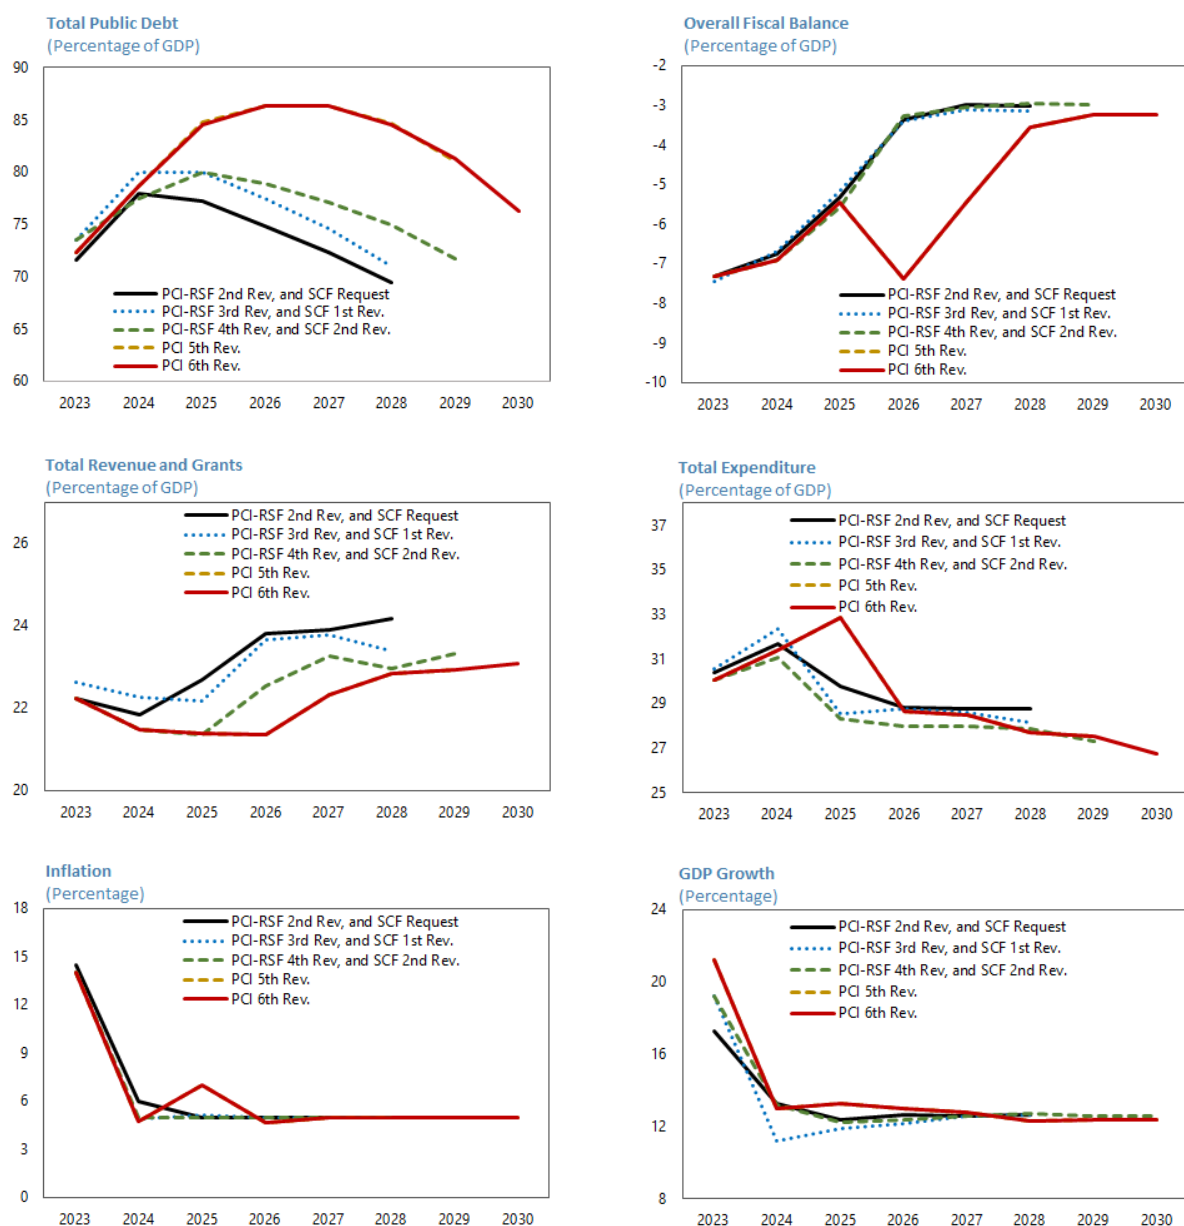 Total Public Debt
(Percentage of GDP)
90
85
80
75
70
65
60
PCI-RSF 2nd Rev, and SCF Request
PCI-RSF 3rd Rev, and SCF 1st Rev.
PCI-RSF 4th Rev, and SCF 2nd Rev.
PCI 5th Rev.
PCI 6th Rev.
2023 2024 2025 2026 2027 2028 2029 2030
Overall Fiscal Balance
(Percentage of GDP)
-2
-3
-4
-5
-6
-7
-8
-9
-10
PCI-RSF 2nd Rev, and SCF Request
PCI-RSF 3rd Rev, and SCF 1st Rev.
PCI-RSF 4th Rev, and SCF 2nd Rev.
PCI 5th Rev.
PCI 6th Rev.
2023 2024 2025 2026 2027 2028 2029 2030
Total Revenue and Grants
(Percentage of GDP)
26
24
22
20
PCI-RSF 2nd Rev, and SCF Request
PCI-RSF 3rd Rev, and SCF 1st Rev.
PCI-RSF 4th Rev, and SCF 2nd Rev.
PCI 5th Rev.
PCI 6th Rev.
2023 2024 2025 2026 2027 2028 2029 2030
Total Expenditure
(Percentage of GDP)
37
35
33
31
29
27
25
PCI-RSF 2nd Rev, and SCF Request
PCI-RSF 3rd Rev, and SCF 1st Rev.
PCI-RSF 4th Rev, and SCF 2nd Rev.
PCI 5th Rev.
PCI 6th Rev.
2023 2024 2025 2026 2027 2028 2029 2030
Inflation
(Percentage)
18
15
12
9
6
3
0
PCI-RSF 2nd Rev, and SCF Request
PCI-RSF 3rd Rev, and SCF 1st Rev.
PCI-RSF 4th Rev, and SCF 2nd Rev.
PCI 5th Rev.
PCI 6th Rev.
2023 2024 2025 2026 2027 2028 2029 2030
GDP Growth
(Percentage)
24
20
16
12
8
PCI-RSF 2nd Rev, and SCF Request
PCI-RSF 3rd Rev, and SCF 1st Rev.
PCI-RSF 4th Rev, and SCF 2nd Rev.
PCI 5th Rev.
PCI 6th Rev.
2023 2024 2025 2026 2027 2028 2029 2030